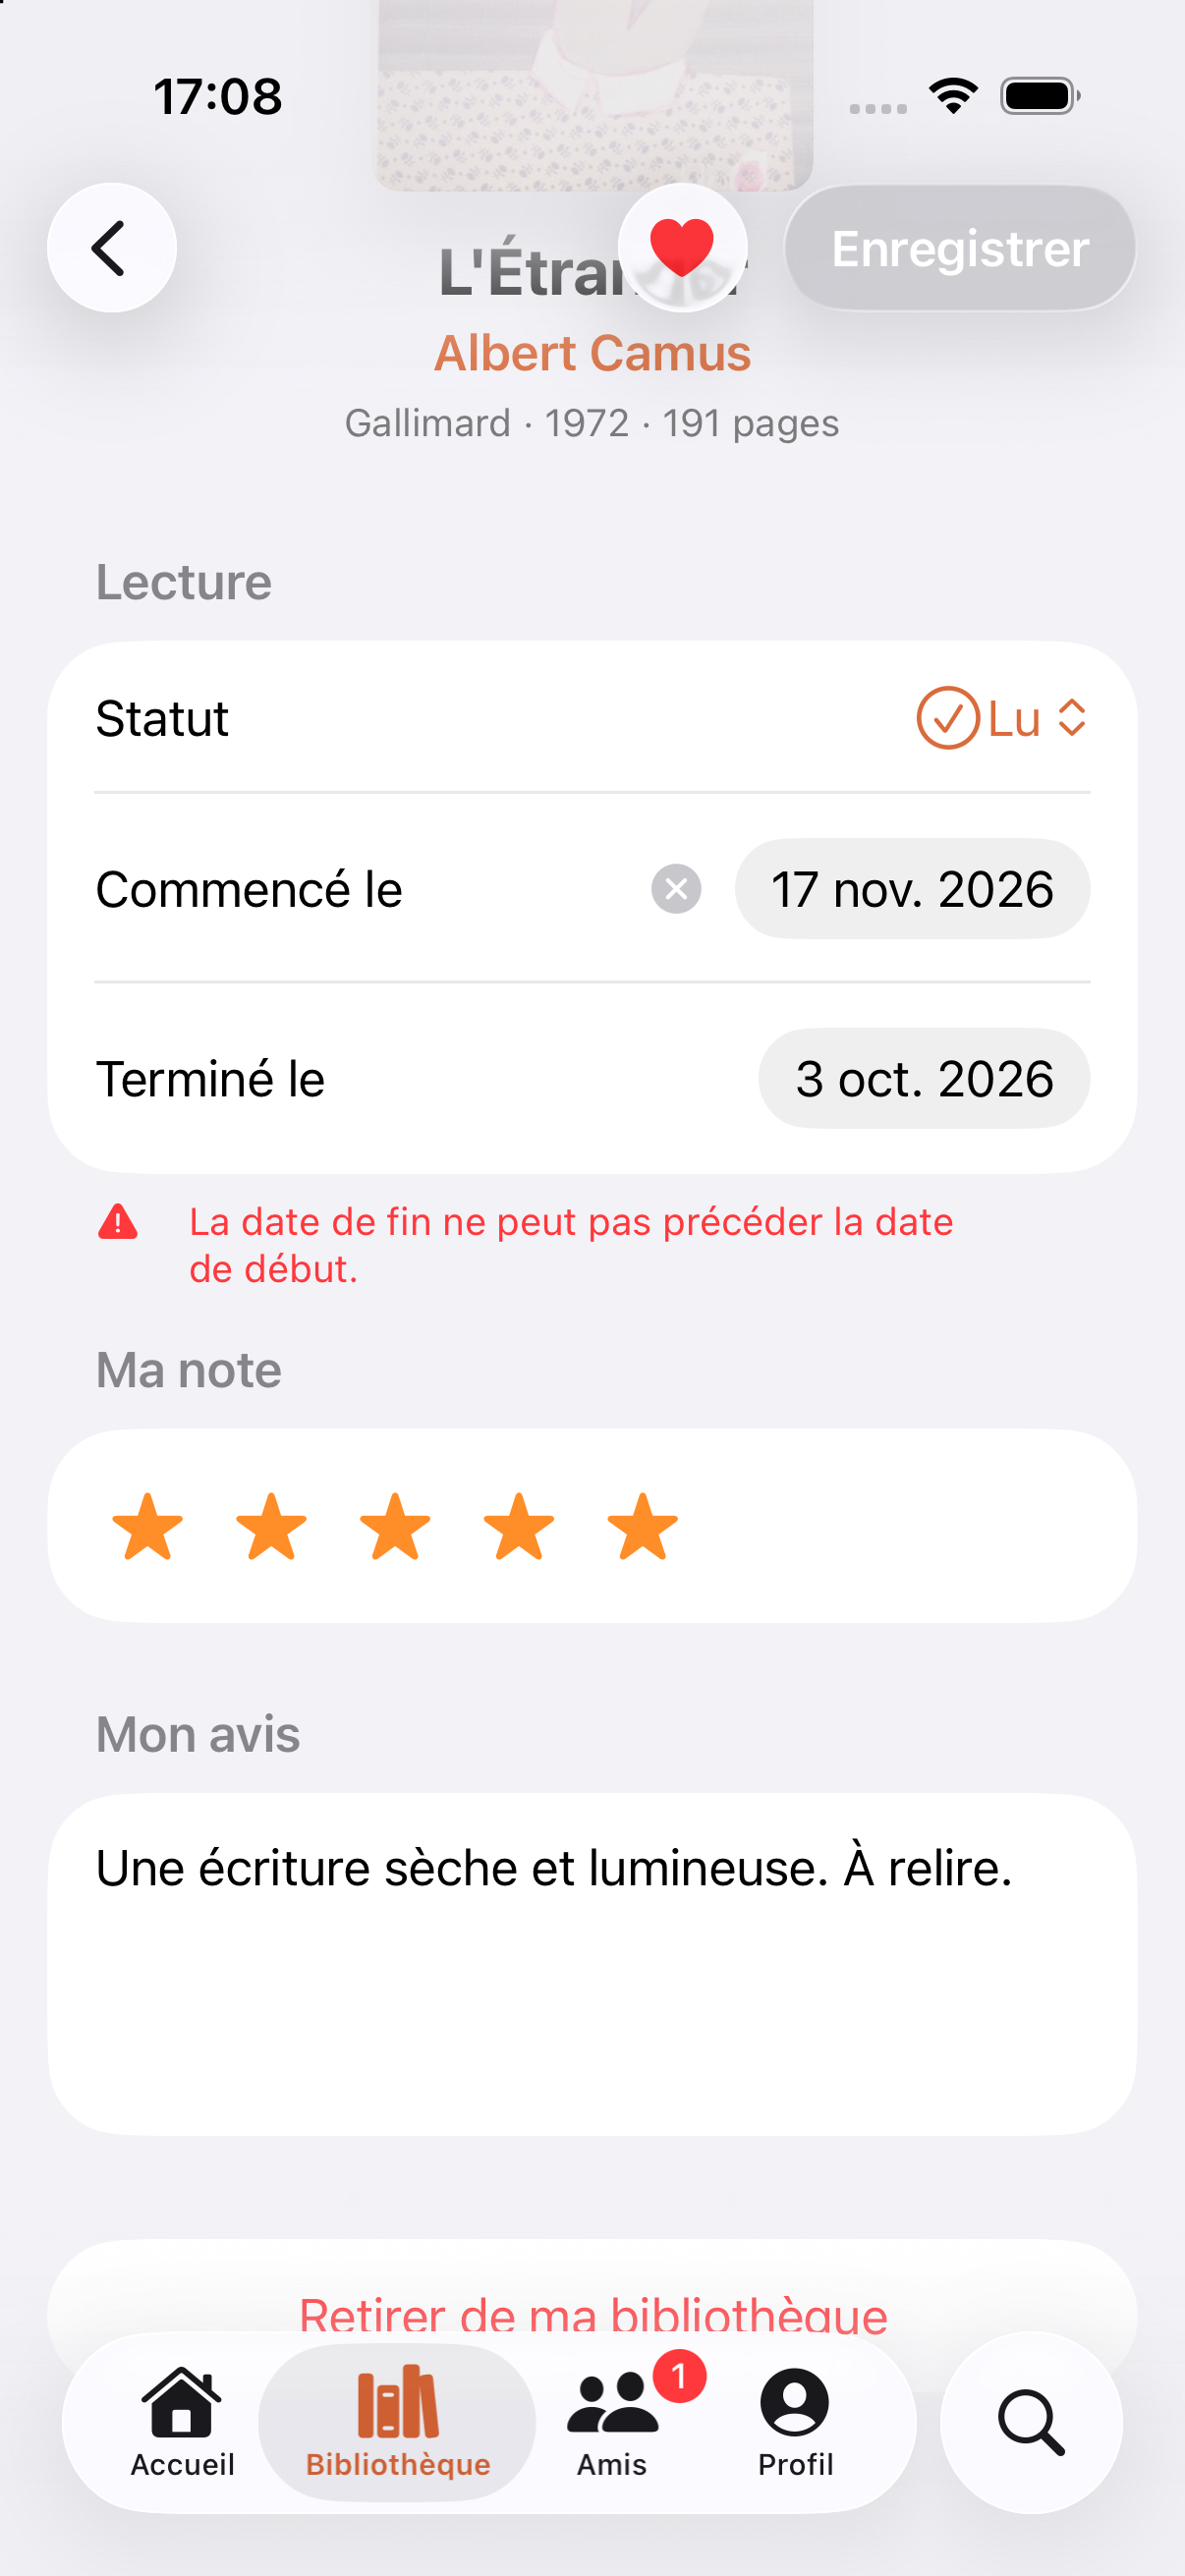 17:08
Enregistrer
Albert Camus
Gallimard · 1972 · 191 pages
Lecture
Statut
Lu
Commencé le
17 nov. 2026
Terminé le
3 oct. 2026
La date de fin ne peut pas précéder la date
de début.
Ma note
Mon avis
Une écriture sèche et lumineuse. À relire.
Retirer de ma bibliothèque
Accueil
Bibliothèque
Amis
1
Profil